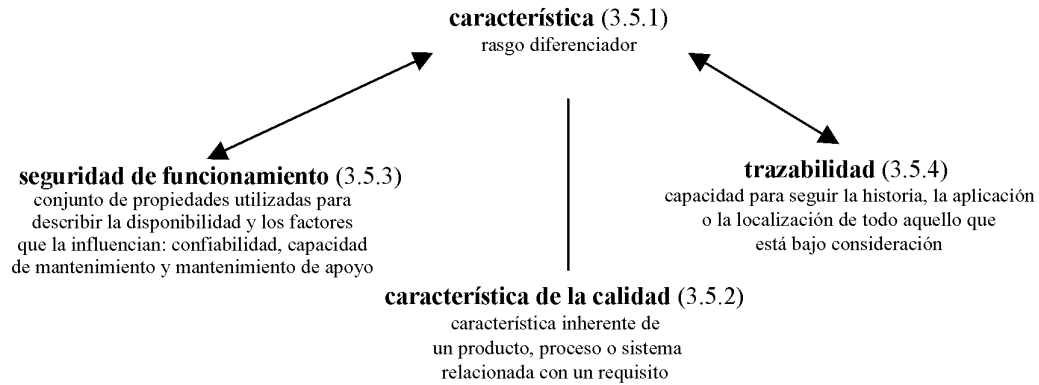 característica (3.5.1)
rasgo diferenciador
seguridad de funcionamiento (3.5.3)
conjunto de propiedades utilizadas para
describir la disponibilidad y los factores
que la influencian: confiabilidad, capacidad
de mantenimiento y mantenimiento de apoyo
trazabilidad (3.5.4)
capacidad para seguir la historia, la aplicación
o la localización de todo aquello que
está bajo consideración
característica de la calidad (3.5.2)
característica inherente de
un producto, proceso o sistema
relacionada con un requisito